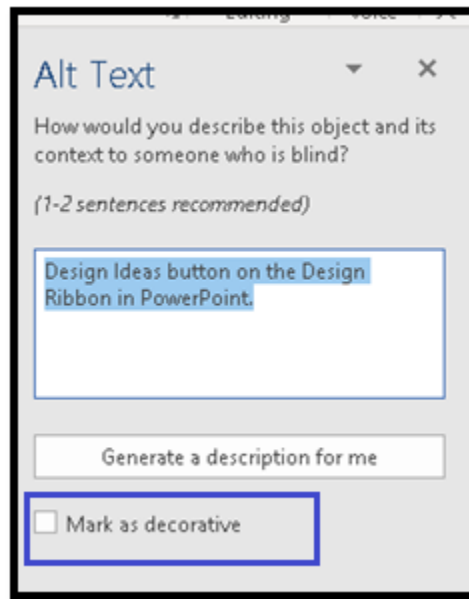 Alt Text
How would you describe this object and its
context to someone who is blind?
(1-2 sentences recommended)
Design Ideas button on the Design
Ribbon in PowerPoint.
Generate a description for me
Mark as decorative